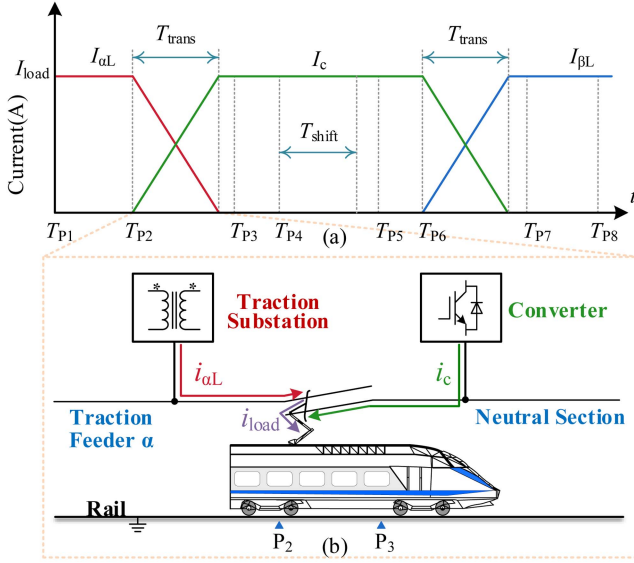 T_trans T_trans
I_load I_αL I_c I_βL
Current(A)
T_shift
t
T_P1 T_P2 T_P3 T_P4 T_P5 T_P6 T_P7 T_P8
(a)
* * Traction
Substation
Converter
i_αL i_c
Traction
Feeder α
i_load
Neutral Section
Rail
P_2 (b) P_3